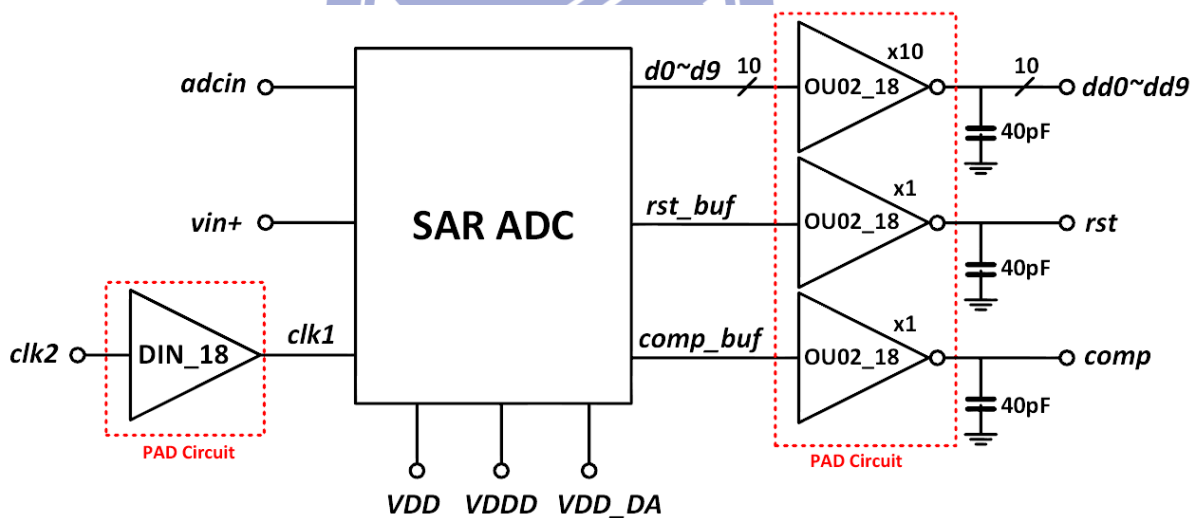 adcin
vin+
clk2
DIN_18
clk1
PAD Circuit
SAR ADC
VDD
VDDD
VDD_DA
d0~d9
10
rst_buf
comp_buf
x10
OU02_18
x1
OU02_18
x1
OU02_18
PAD Circuit
10
dd0~dd9
40pF
rst
40pF
comp
40pF